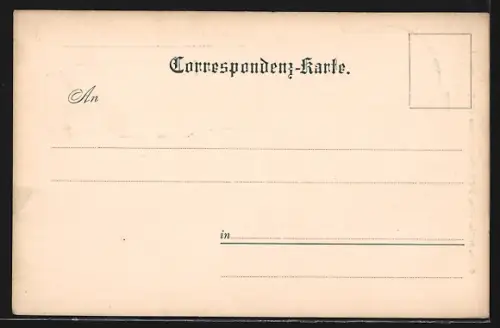 Correspondenz-Karte.
An
in